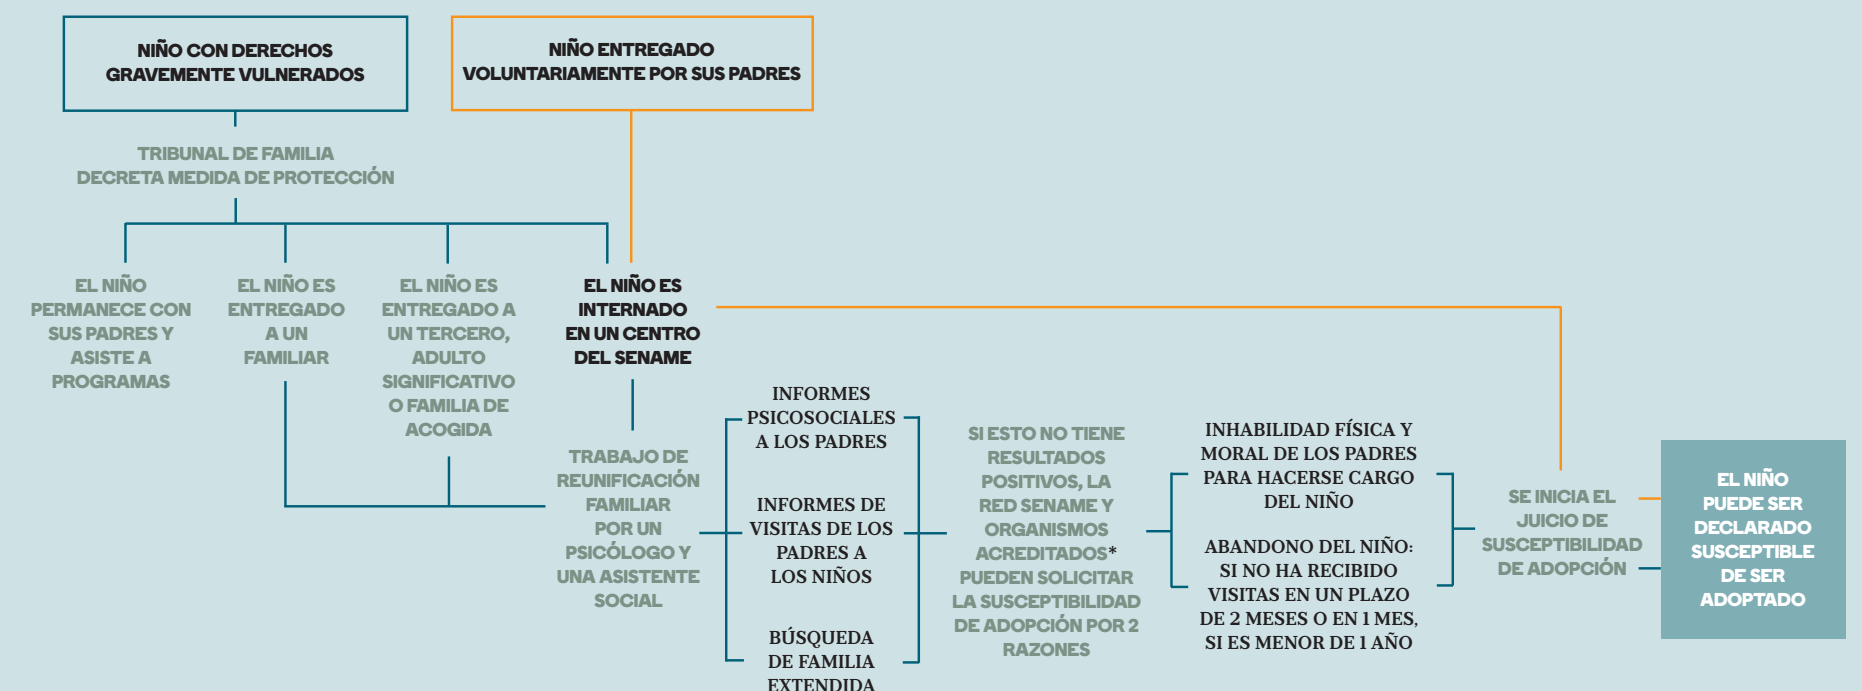 NIÑO CON DERECHOS
GRAVEMENTE VULNERADOS
NIÑO ENTREGADO
VOLUNTARIAMENTE POR SUS PADRES
TRIBUNAL DE FAMILIA
DECRETA MEDIDA DE PROTECCIÓN
EL NIÑO
PERMANECE CON
SUS PADRES Y
ASISTE A
PROGRAMAS
EL NIÑO ES
ENTREGADO
A UN
FAMILIAR
EL NIÑO ES
ENTREGADO A
UN TERCERO,
ADULTO
SIGNIFICATIVO
O FAMILIA DE
ACOGIDA
EL NIÑO ES
INTERNADO
EN UN CENTRO
DEL SENAME
TRABAJO DE
REUNIFICACIÓN
FAMILIAR
POR UN
PSICÓLOGO Y
UNA ASISTENTE
SOCIAL
INFORMES
PSICOSOCIALES
A LOS PADRES
INFORMES DE
VISITAS DE LOS
PADRES A
LOS NIÑOS
BÚSQUEDA
DE FAMILIA
EXTENDIDA
SI ESTO NO TIENE
RESULTADOS
POSITIVOS, LA
RED SENAME Y
ORGANISMOS
ACREDITADOS*
PUEDEN SOLICITAR
LA SUSCEPTIBILIDAD
DE ADOPCIÓN POR 2
RAZONES
INHABILIDAD FÍSICA Y
MORAL DE LOS PADRES
PARA HACERSE CARGO
DEL NIÑO
ABANDONO DEL NIÑO:
SI NO HA RECIBIDO
VISITAS EN UN PLAZO
DE 2 MESES O EN 1 MES,
SI ES MENOR DE 1 AÑO
SE INICIA EL
JUICIO DE
SUSCEPTIBILIDAD
DE ADOPCIÓN
EL NIÑO
PUEDE SER
DECLARADO
SUSCEPTIBLE
DE SER
ADOPTADO